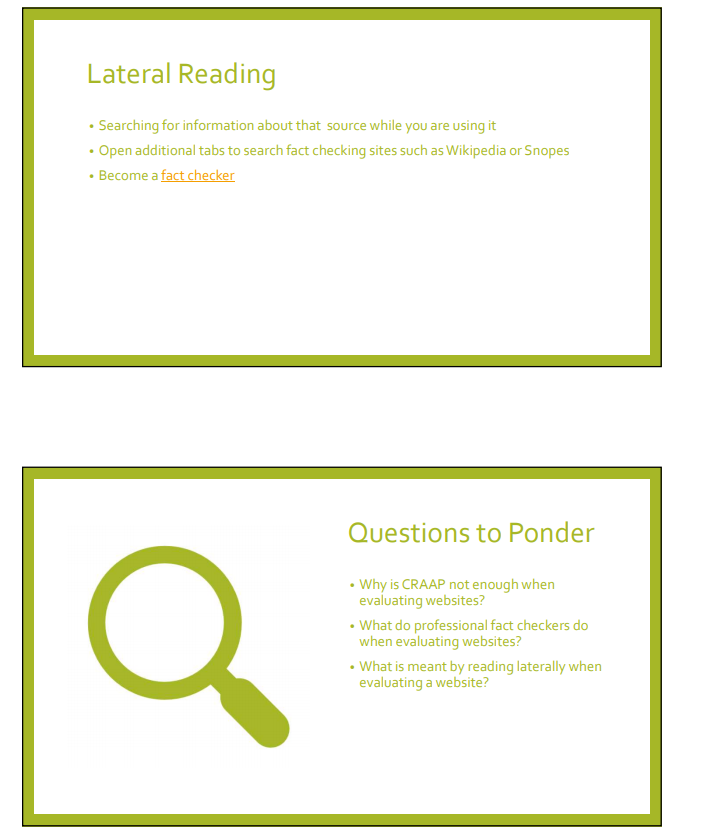 Lateral Reading
• Searching for information about that  source while you are using it
• Open additional tabs to search fact checking sites such as Wikipedia or Snopes
• Become a fact checker
Questions to Ponder
• Why is CRAAP not enough when
evaluating websites?
• What do professional fact checkers do
when evaluating websites?
• What is meant by reading laterally when
evaluating a website?